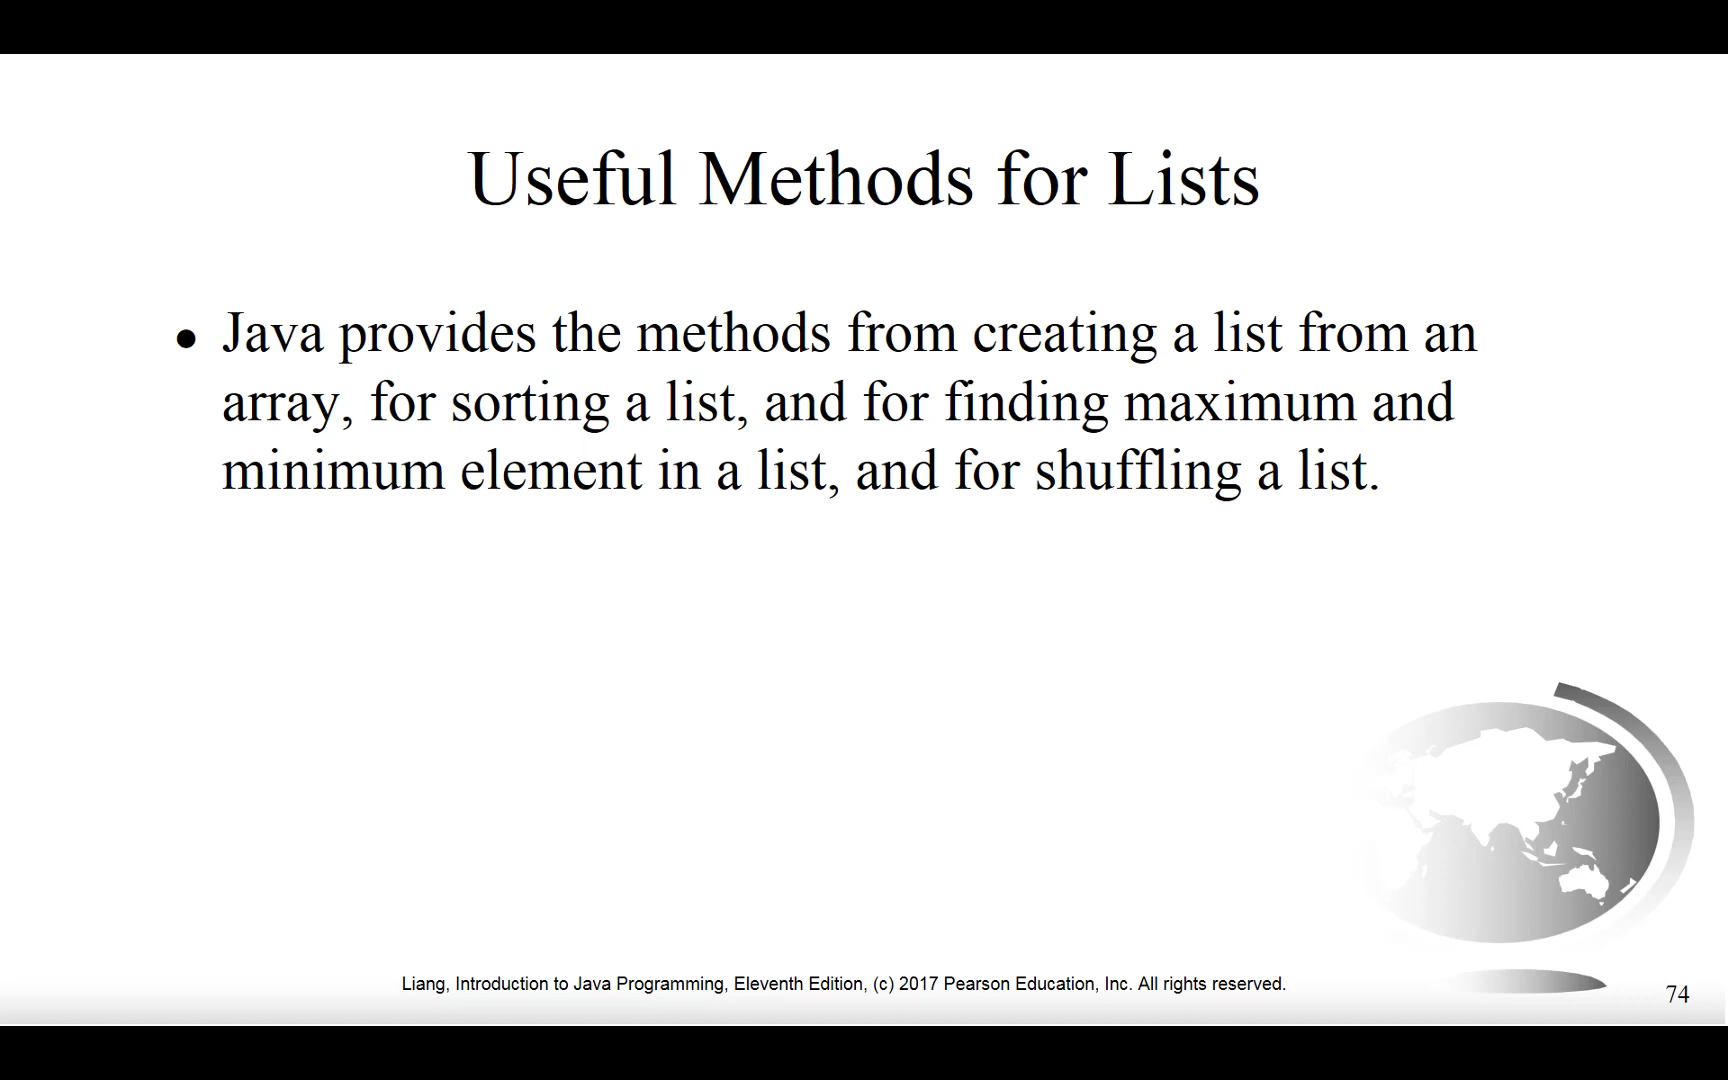 Useful Methods for Lists
● Java provides the methods from creating a list from an
array, for sorting a list, and for finding maximum and
minimum element in a list, and for shuffling a list.
Liang, Introduction to Java Programming, Eleventh Edition, (c) 2017 Pearson Education, Inc. All rights reserved.
74